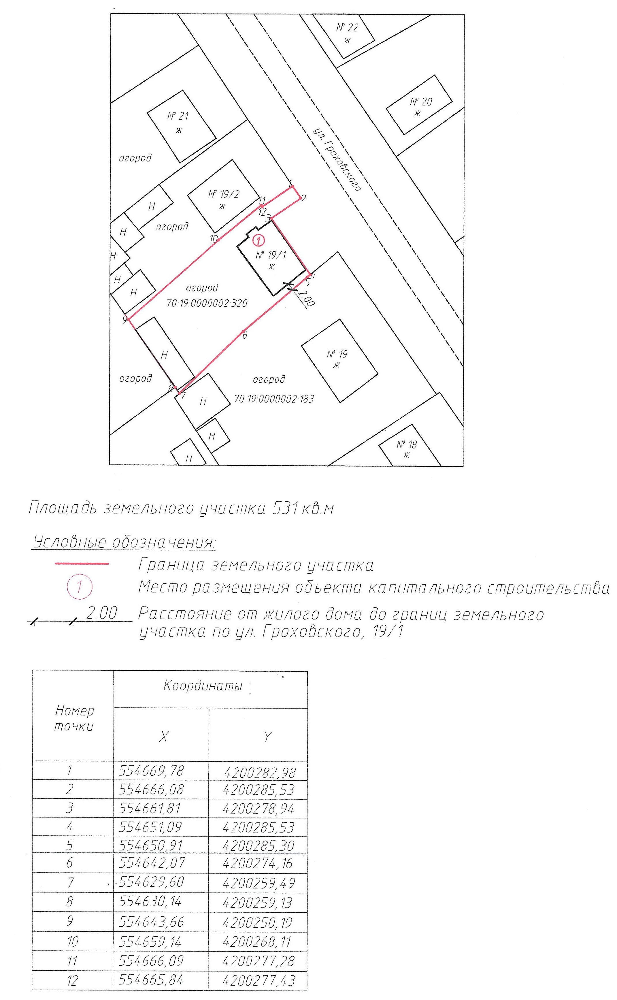 № 22
ж
№ 20
ж
№ 21
ж
ул. Гроховского
огород
1
2
№ 19/2
ж
11
12
3
Н
огород
Н
10
1
Н
№ 19/1
ж
4
5
Н
Н
огород
2.00
70:19:0000002:320
9
6
Н
№ 19
ж
огород
огород
8
7
Н
70:19:0000002:183
Н
№ 18
ж
Н
Площадь земельного участка 531 кв.м
Условные обозначения:
Граница земельного участка
1 Место размещения объекта капитального строительства
2.00 Расстояние от жилого дома до границ земельного
участка по ул. Гроховского, 19/1
Координаты
Номер
точки
X Y
1 554669,78 4200282,98
2 554666,08 4200285,53
3 554661,81 4200278,94
4 554651,09 4200285,53
5 554650,91 4200285,30
6 554642,07 4200274,16
7 554629,60 4200259,49
8 554630,14 4200259,13
9 554643,66 4200250,19
10 554659,14 4200268,11
11 554666,09 4200277,28
12 554665,84 4200277,43